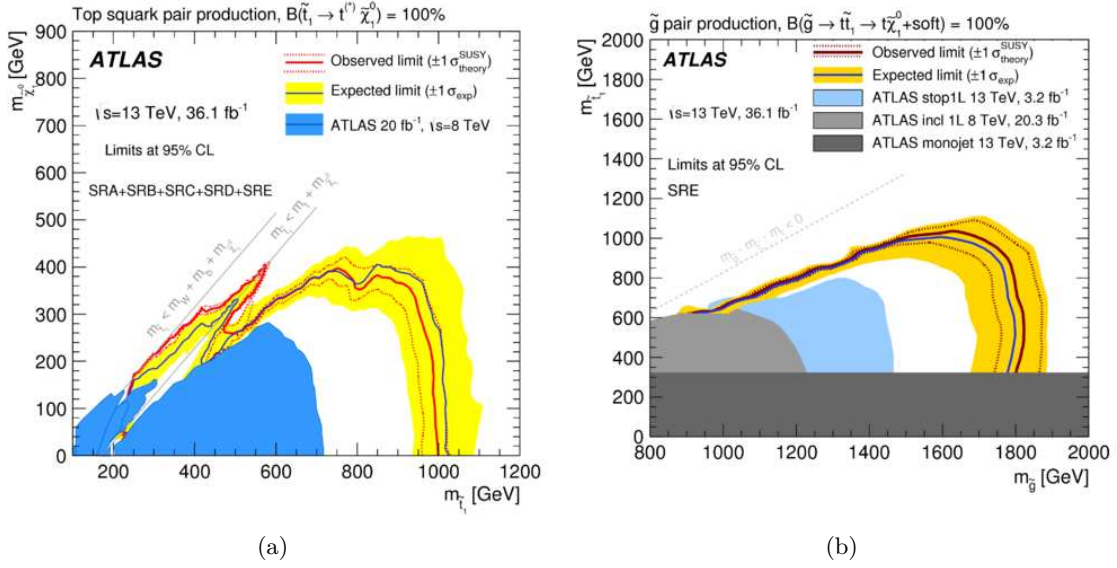 Top squark pair production, B(t̃₁ → t⁽*⁾ χ̃₁⁰) = 100%
m_χ̃₁⁰ [GeV]
900
800
700
600
500
400
300
200
100
0
ATLAS
√s=13 TeV, 36.1 fb⁻¹
Limits at 95% CL
SRA+SRB+SRC+SRD+SRE
Observed limit (±1 σ_theory^SUSY)
Expected limit (±1 σ_exp)
ATLAS 20 fb⁻¹, √s=8 TeV
m_t̃₁ < m_W + m_b + m_χ̃₁⁰
m_t̃₁ < m_t + m_χ̃₁⁰
200 400 600 800 1000 1200
m_t̃₁ [GeV]
(a)
g̃ pair production, B(g̃ → tt̃₁ → tχ̃₁⁰+soft) = 100%
m_t̃₁ [GeV]
2000
1800
1600
1400
1200
1000
800
600
400
200
0
ATLAS
√s=13 TeV, 36.1 fb⁻¹
Limits at 95% CL
SRE
Observed limit (±1 σ_theory^SUSY)
Expected limit (±1 σ_exp)
ATLAS stop1L 13 TeV, 3.2 fb⁻¹
ATLAS incl 1L 8 TeV, 20.3 fb⁻¹
ATLAS monojet 13 TeV, 3.2 fb⁻¹
m_g̃ - m_t̃₁ - m_t < 0
800 1000 1200 1400 1600 1800 2000
m_g̃ [GeV]
(b)